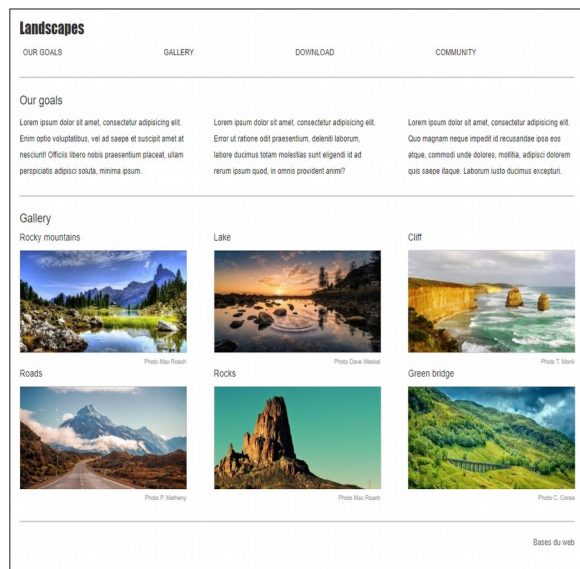 Landscapes
OUR GOALS GALLERY DOWNLOAD COMMUNITY
Our goals
Lorem ipsum dolor sit amet, consectetur adipisicing elit.
Enim optio voluptatibus, vel ad saepe et suscipit amet at
nesciunt! Officiis libero nobis praesentium placeat, ullam
perspiciatis adipisci soluta, minima ipsum.
Lorem ipsum dolor sit amet, consectetur adipisicing elit.
Error ut ratione odit praesentium, deleniti laborum,
labore ducimus totam molestias sunt eligendi id ad
rerum ipsum quod, in omnis provident animi?
Lorem ipsum dolor sit amet, consectetur adipisicing elit.
Quo magnam neque impedit id recusandae ipsa eos
atque, commodi unde dolores, mollitia, adipisci dolorem
quis saepe itaque. Laborum iusto ducimus excepturi.
Gallery
Rocky mountains
Photo Max Roach
Lake
Photo Dave Weckel
Cliff
Photo T. Monk
Roads
Photo P. Metheny
Rocks
Photo Max Roach
Green bridge
Photo C. Corea
Bases du web